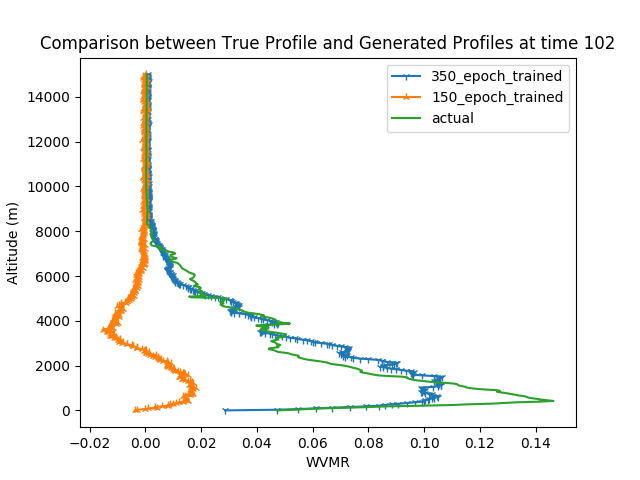 Comparison between True Profile and Generated Profiles at time 102
350_epoch_trained
150_epoch_trained
actual
Altitude (m)
14000
12000
10000
8000
6000
4000
2000
0
−0.02 0.00 0.02 0.04 0.06 0.08 0.10 0.12 0.14
WVMR